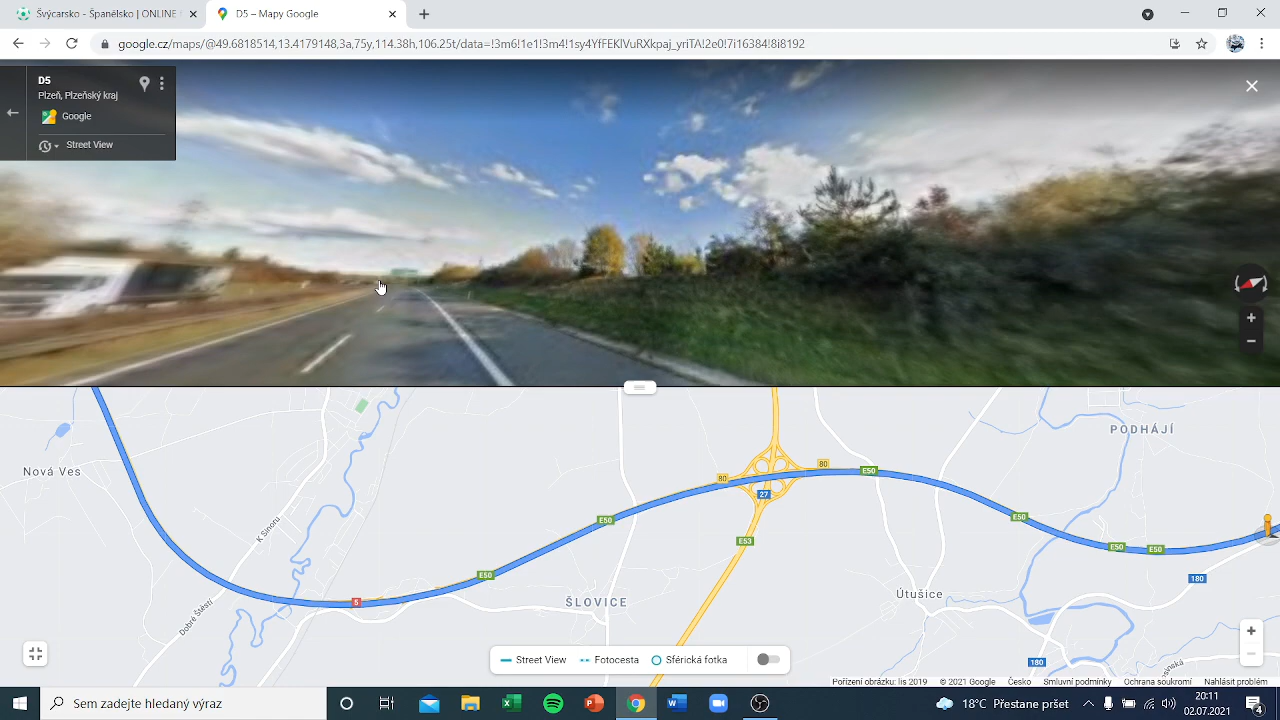 Švýcarsko - Španělsko | ONLINE
D5 – Mapy Google
google.cz/maps/@49.6818514,13.4179148,3a,75y,114.38h,106.25t/data=!3m6!1e1!3m4!1sy4YfFEKlVuRXkpaj_yriTA!2e0!7i16384!8i8192
D5
Plzeň, Plzeňský kraj
Google
Street View
PODHÁJÍ
Nová Ves
80
80
E50
27
E50
E50
K Sinoru
E53
E50
E50
E50
180
5
ŠLOVICE
Útušice
Dobré Štěstí
Street View
Fotocesta
Sférická fotka
180
Pořízení obrázku: lis 2019
© 2021 Google
Česko
Smluvní podmínky
Ochrana soukromí
Nahlásit problém
Sem zadejte hledaný výraz
18°C Přestane pršet
20:11
02.07.2021
4